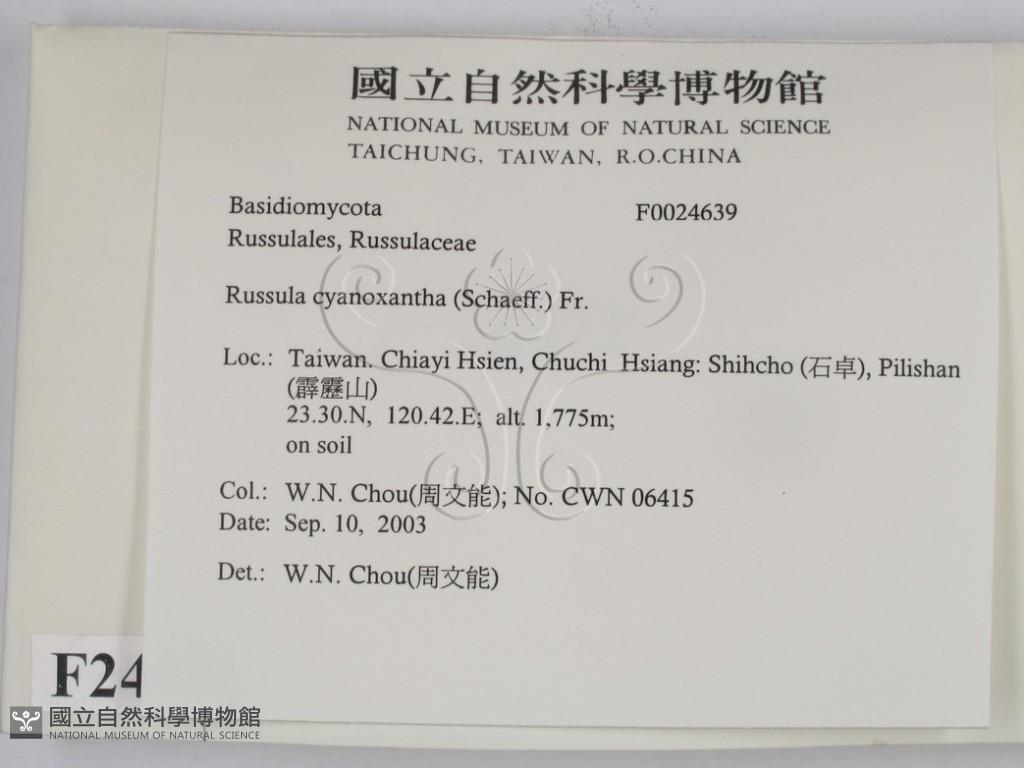 國立自然科學博物館
NATIONAL MUSEUM OF NATURAL SCIENCE
TAICHUNG, TAIWAN, R.O.CHINA
Basidiomycota F0024639
Russulales, Russulaceae
Russula cyanoxantha (Schaeff.) Fr.
Loc.: Taiwan. Chiayi Hsien, Chuchi Hsiang: Shihcho (石卓), Pilishan
(霹靂山)
23.30.N, 120.42.E; alt. 1,775m;
on soil
Col.: W.N. Chou(周文能); No. CWN 06415
Date: Sep. 10, 2003
Det.: W.N. Chou(周文能)
F24
國立自然科學博物館
NATIONAL MUSEUM OF NATURAL SCIENCE